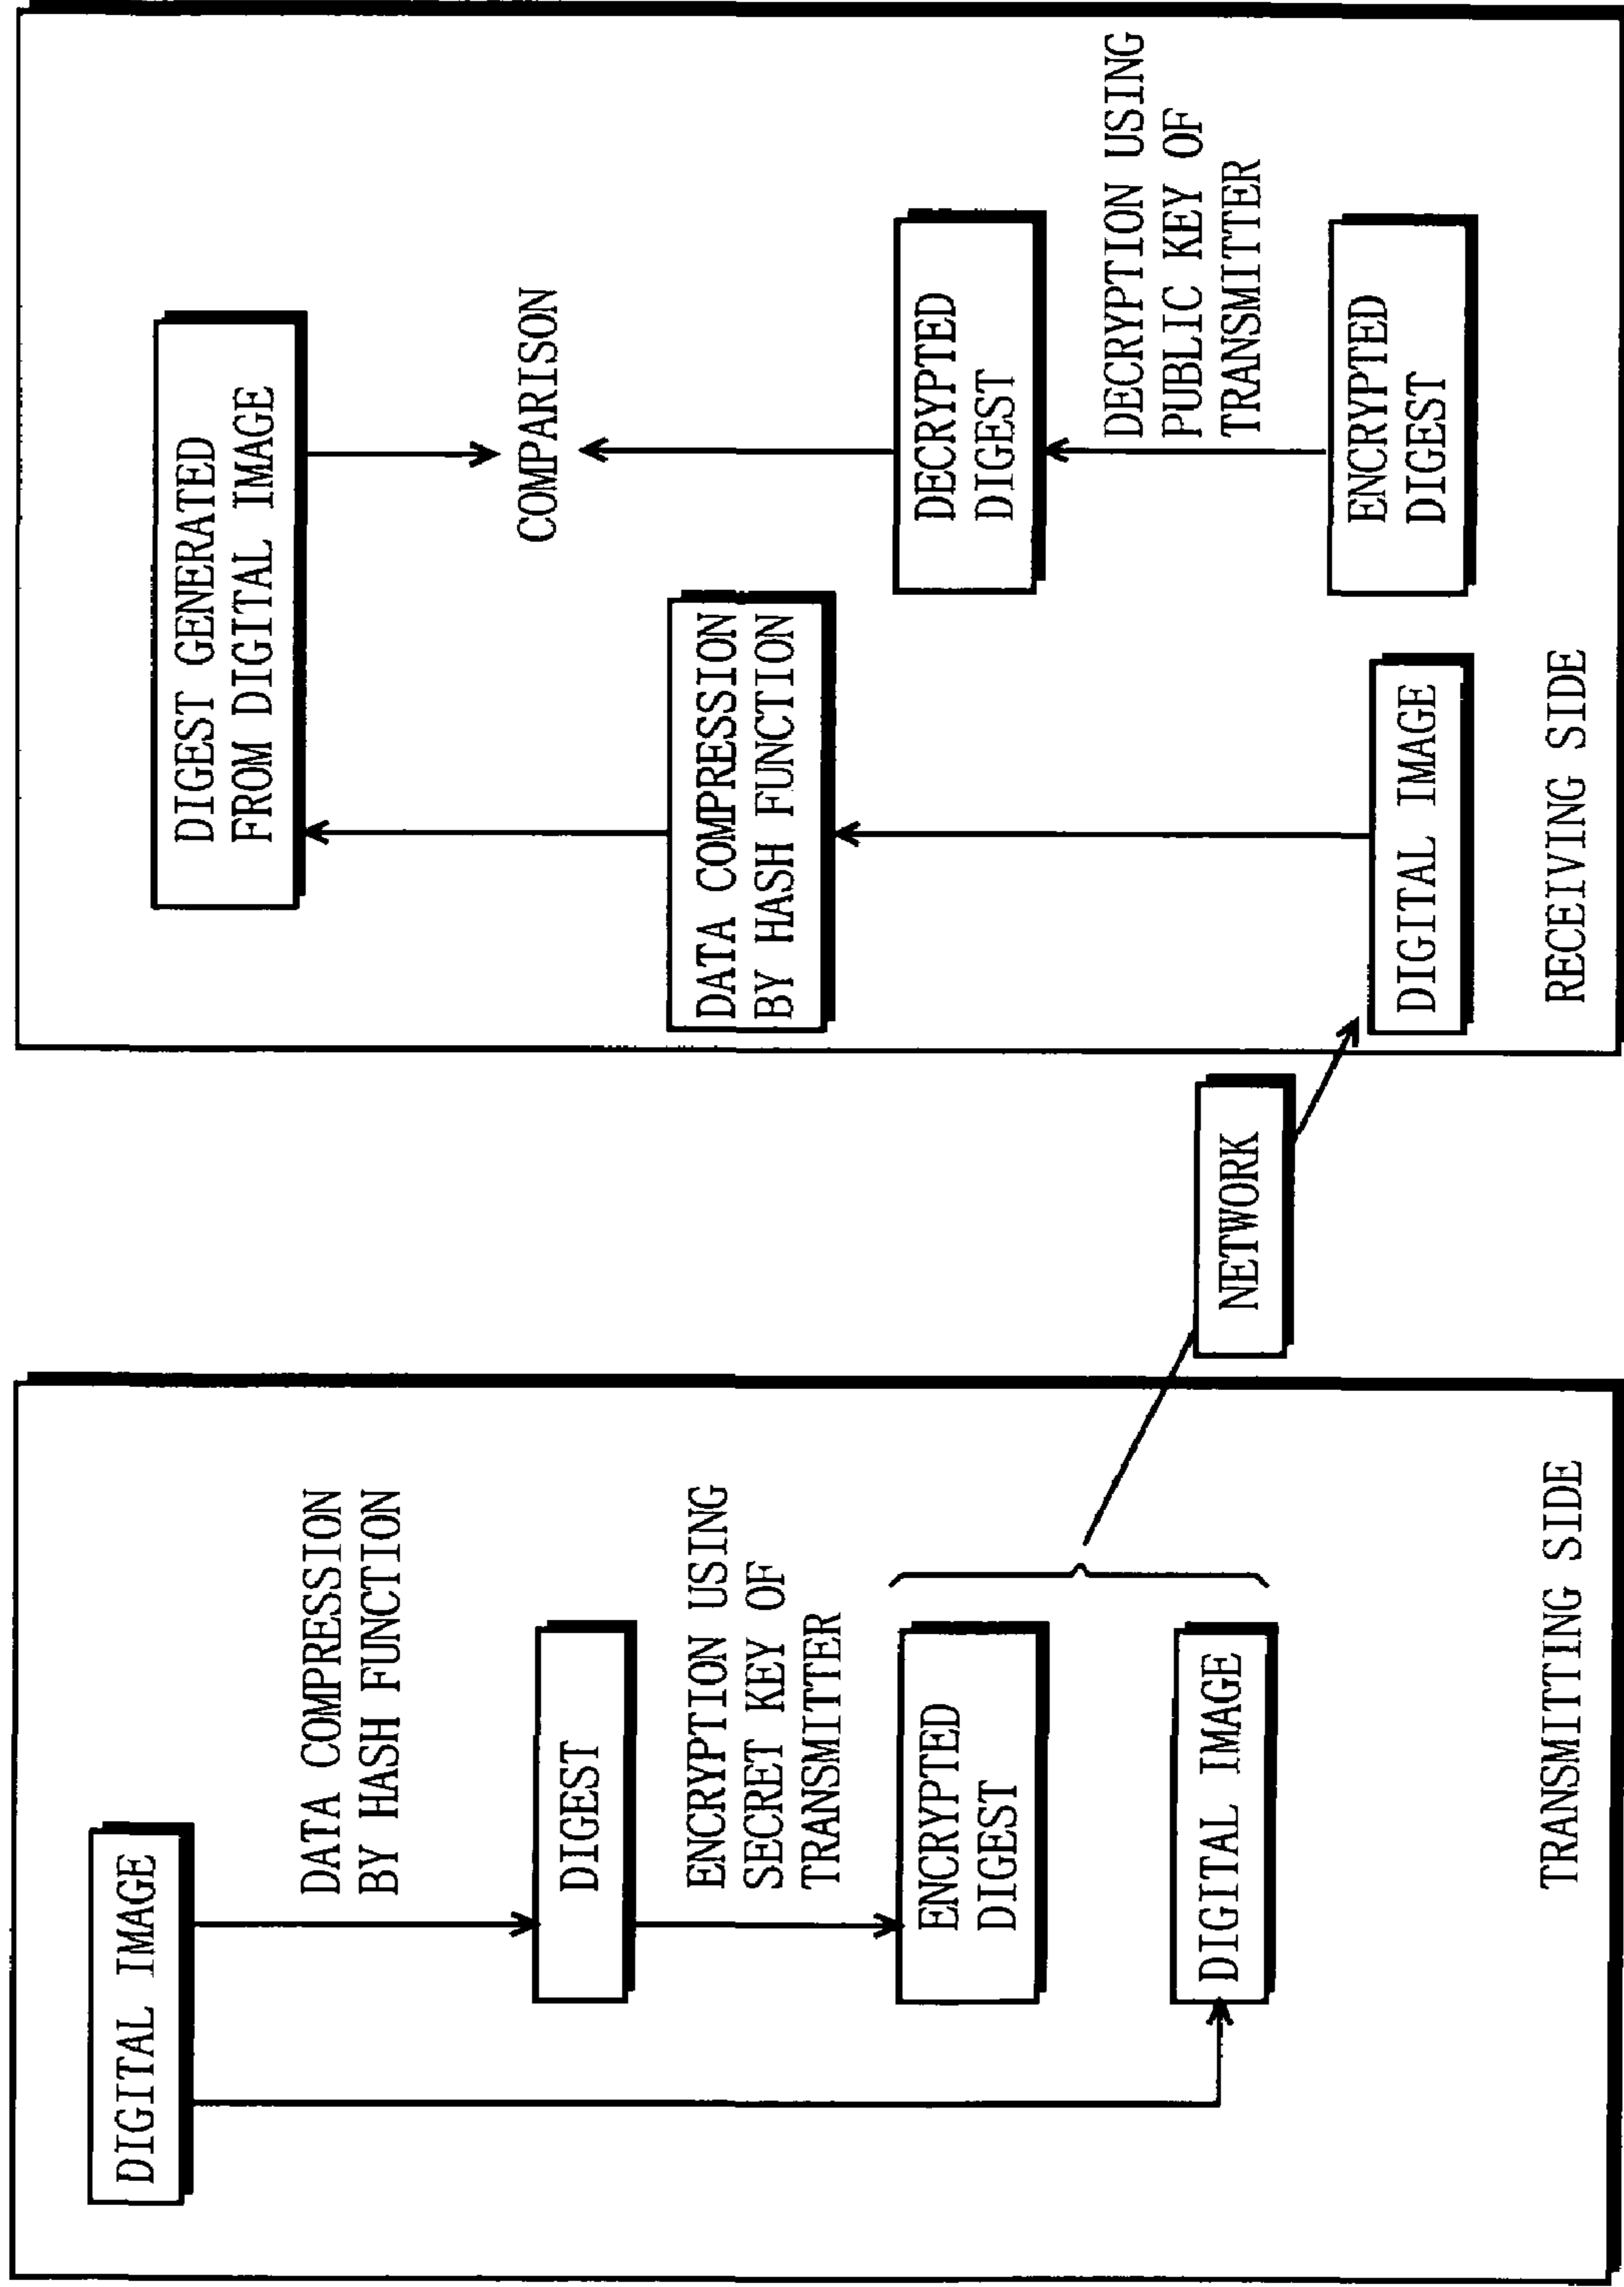 DIGITAL IMAGE
DATA COMPRESSION
BY HASH FUNCTION
DIGEST
ENCRYPTION USING
SECRET KEY OF
TRANSMITTER
ENCRYPTED
DIGEST
DIGITAL IMAGE
TRANSMITTING SIDE
NETWORK
DIGEST GENERATED
FROM DIGITAL IMAGE
COMPARISON
DATA COMPRESSION
BY HASH FUNCTION
DECRYPTED
DIGEST
DECRYPTION USING
PUBLIC KEY OF
TRANSMITTER
DIGITAL IMAGE
ENCRYPTED
DIGEST
RECEIVING SIDE